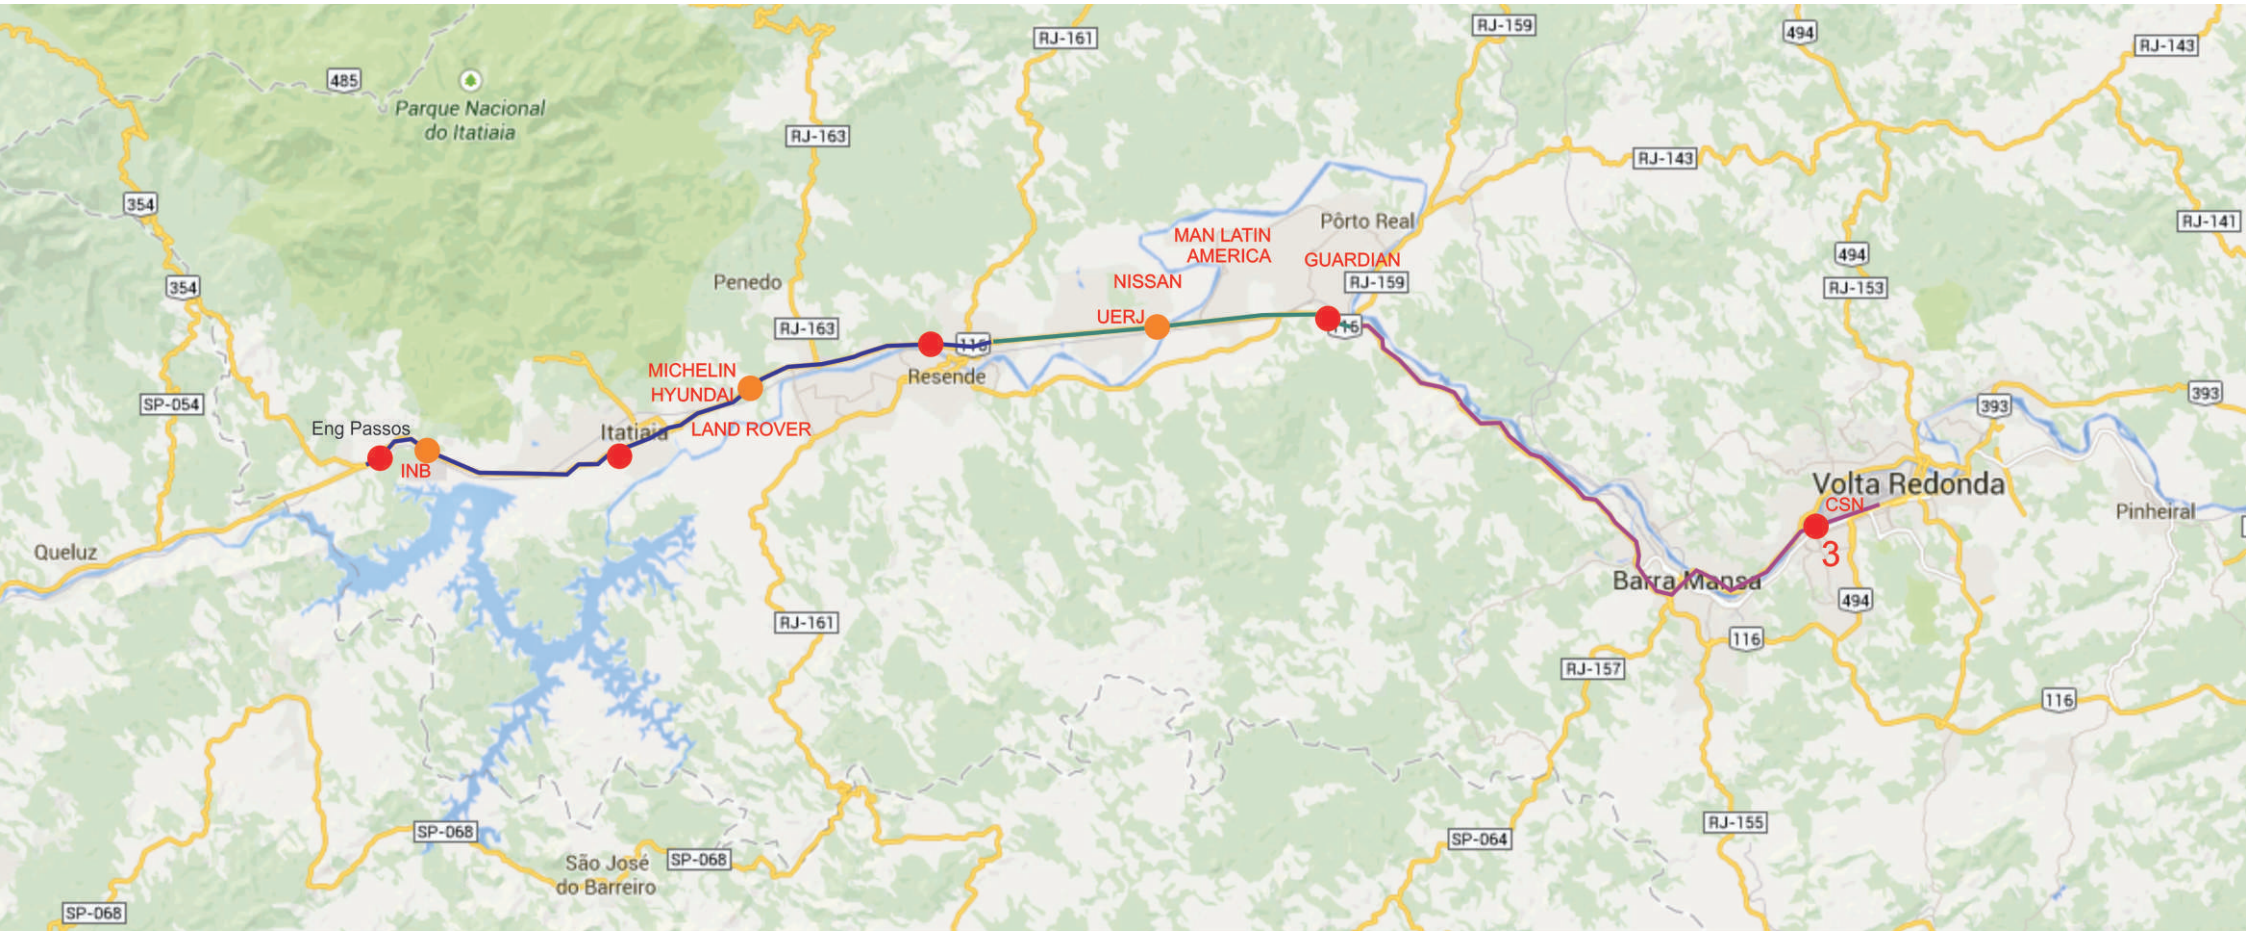 RJ-161
RJ-159
494
RJ-143
485
Parque Nacional
do Itatiaia
RJ-163
RJ-143
354
RJ-141
Pôrto Real
MAN LATIN
AMERICA
GUARDIAN
494
354
Penedo
NISSAN
RJ-159
RJ-153
UERJ
RJ-163
116
116
MICHELIN
HYUNDAI
Resende
SP-054
393
393
Eng Passos
Itatiaia
LAND ROVER
INB
Volta Redonda
CSN
Pinheiral
3
Queluz
Barra Mansa
494
RJ-161
116
RJ-157
116
RJ-155
SP-068
SP-064
São José
do Barreiro
SP-068
SP-068